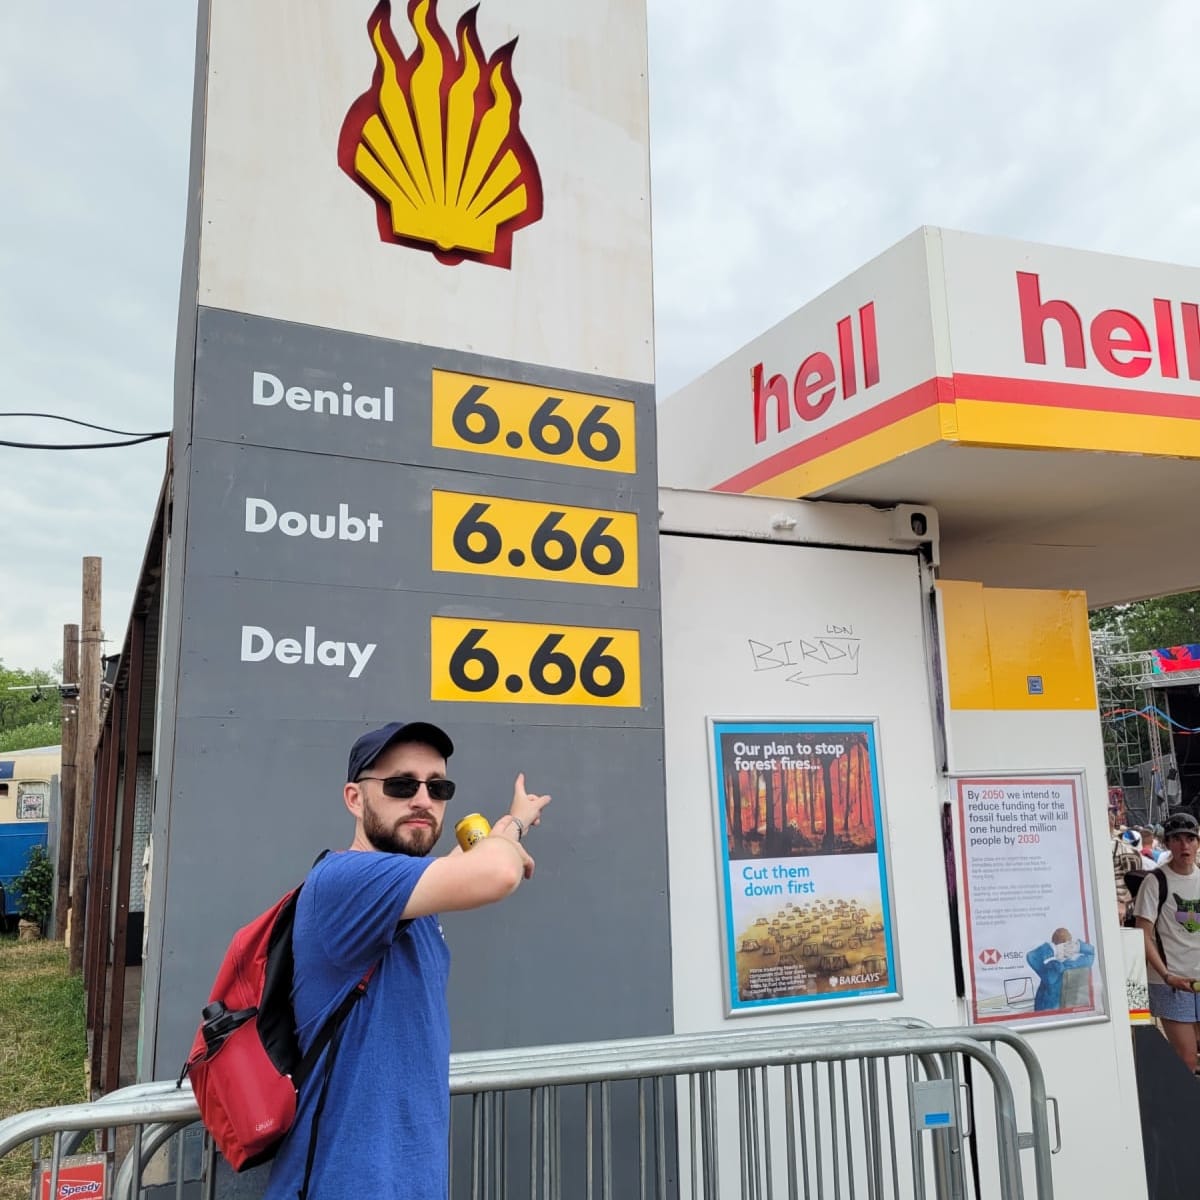 Denial 6.66
Doubt 6.66
Delay 6.66
hell
hell
LDN
BIRDY
Our plan to stop
forest fires...
Cut them
down first
BARCLAYS
By 2050 we intend to
reduce funding for the
fossil fuels that will kill
one hundred million
people by 2030
HSBC
Speedy